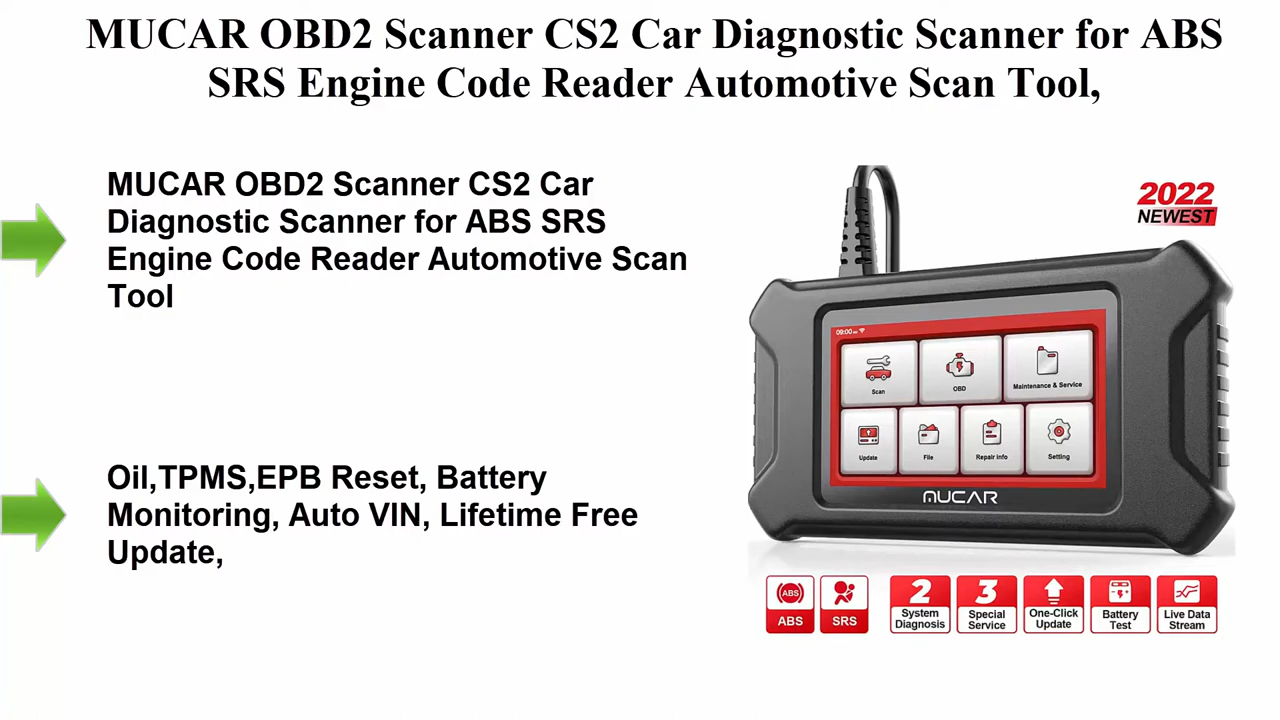 MUCAR OBD2 Scanner CS2 Car Diagnostic Scanner for ABS
SRS Engine Code Reader Automotive Scan Tool,
MUCAR OBD2 Scanner CS2 Car
Diagnostic Scanner for ABS SRS
Engine Code Reader Automotive Scan
Tool
Oil,TPMS,EPB Reset, Battery
Monitoring, Auto VIN, Lifetime Free
Update,
2022
NEWEST
09:00 AM
Scan
OBD
Maintenance & Service
Update
File
Repair Info
Setting
MUCAR
ABS
ABS
SRS
2
System
Diagnosis
3
Special
Service
One-Click
Update
Battery
Test
Live Data
Stream